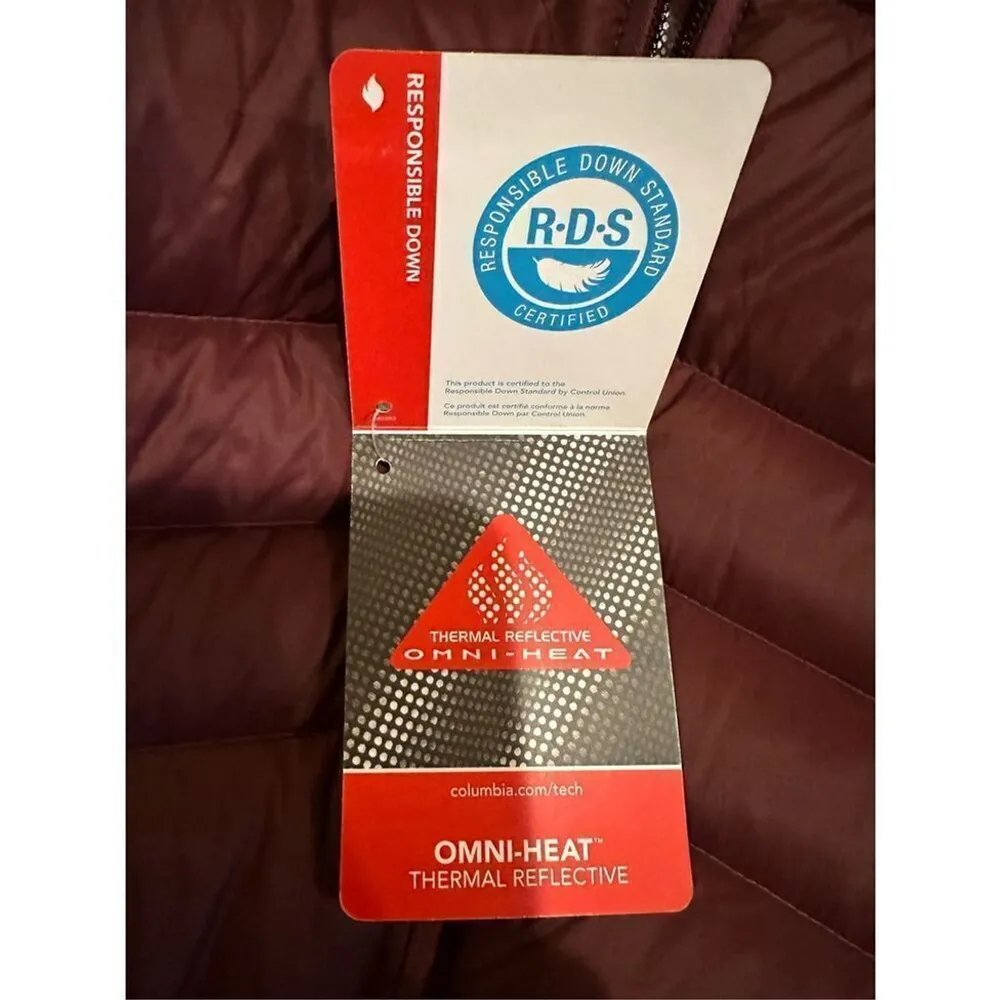 RESPONSIBLE DOWN
RESPONSIBLE DOWN STANDARD
R·D·S
CERTIFIED
This product is certified to the
Responsible Down Standard by Control Union.
Ce produit est certifié conforme à la norme
Responsible Down par Control Union.
THERMAL REFLECTIVE
OMNI-HEAT
columbia.com/tech
OMNI-HEAT™
THERMAL REFLECTIVE